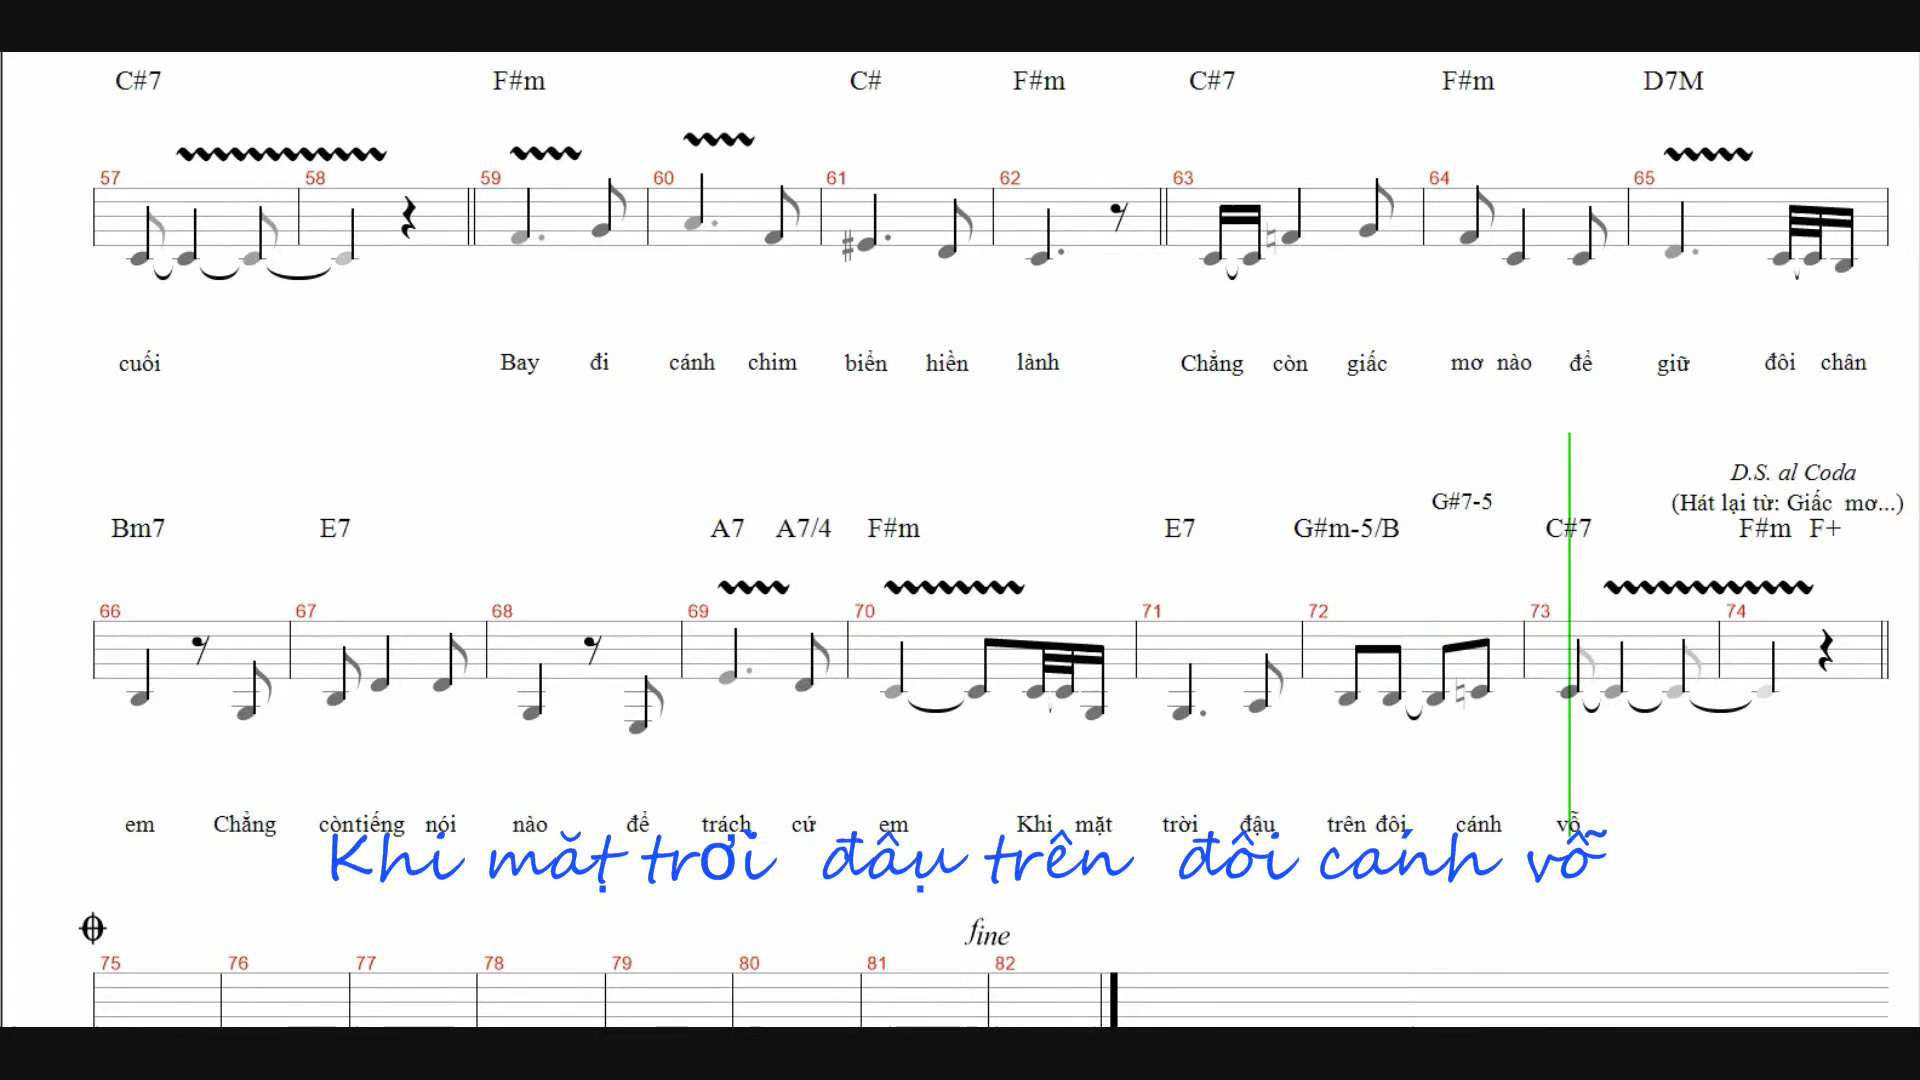 C#7 F#m C# F#m C#7 F#m D7M
57 58 59 60 61 62 63 64 65
cuối Bay đi cánh chim biển hiền lành Chẳng còn giấc mơ nào để giữ đôi chân
D.S. al Coda
G#7-5 (Hát lại từ: Giấc mơ...)
Bm7 E7 A7 A7/4 F#m E7 G#m-5/B C#7 F#m F+
66 67 68 69 70 71 72 73 74
em Chẳng còntiếng nói nào để trách cứ em Khi mặt trời đậu trên đôi cánh vỗ
Khi mặt trời đậu trên đôi cánh vỗ
fine
75 76 77 78 79 80 81 82